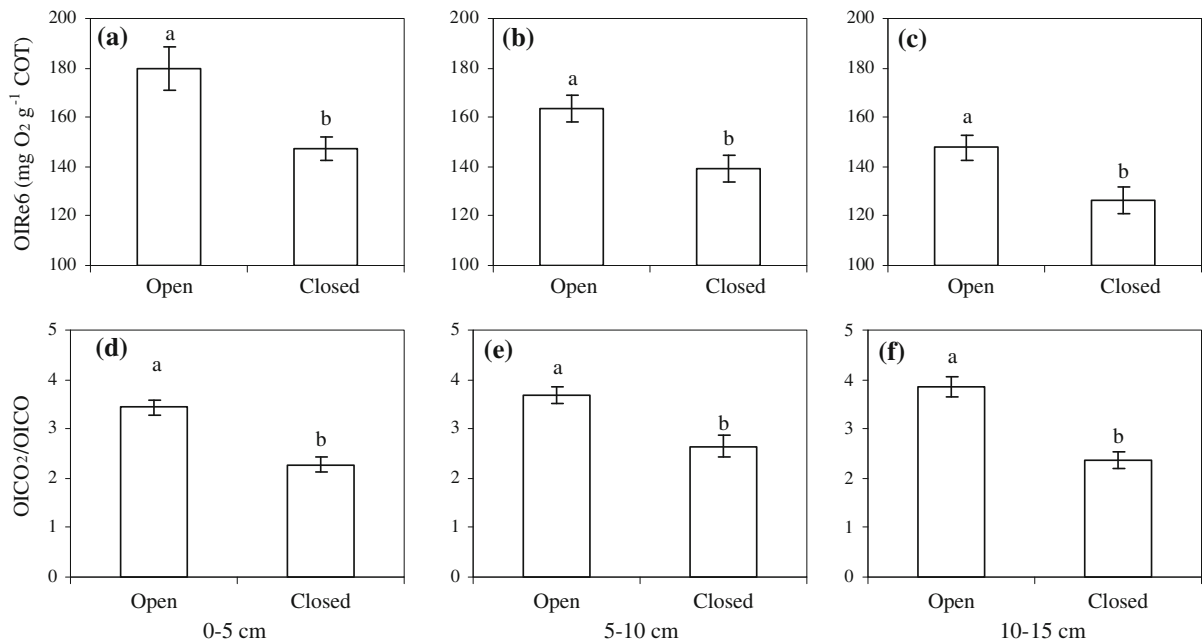 OIRe6 (mg O2 g-1 COT)
200
180
160
140
120
100
(a)
a
b
Open
Closed
200
180
160
140
120
100
(b)
a
b
Open
Closed
200
180
160
140
120
100
(c)
a
b
Open
Closed
OICO2/OICO
5
4
3
2
1
0
(d)
a
b
Open
Closed
0-5 cm
5
4
3
2
1
0
(e)
a
b
Open
Closed
5-10 cm
5
4
3
2
1
0
(f)
a
b
Open
Closed
10-15 cm